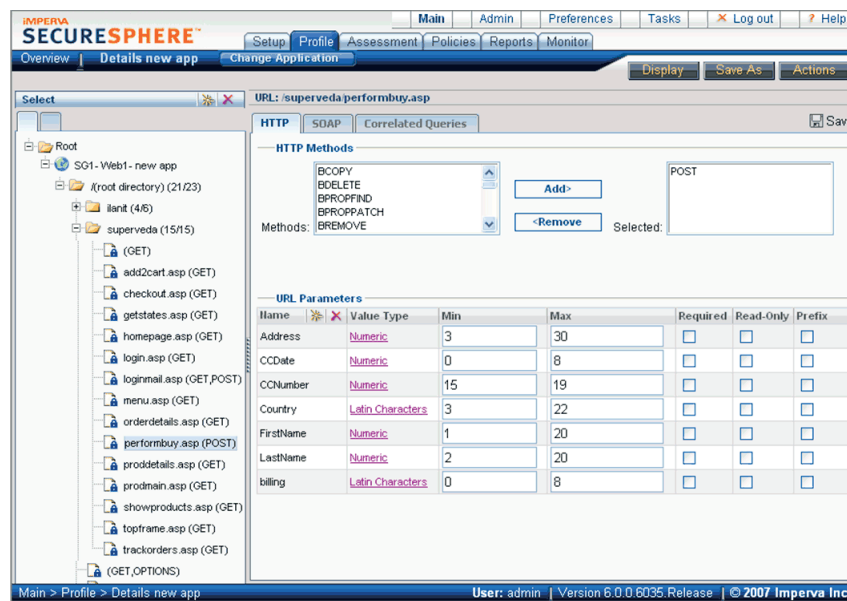 iMPERVA
SECURESPHERE™
Main Admin Preferences Tasks Log out ? Help
Setup Profile Assessment Policies Reports Monitor
Overview | Details new app Change Application
Display Save As Actions
Select
URL: /superveda/performbuy.asp
HTTP SOAP Correlated Queries Sav
Root
SG1- Web1- new app
/(root directory) (21/23)
ilanit (4/6)
superveda (15/15)
(GET)
add2cart.asp (GET)
checkout.asp (GET)
getstates.asp (GET)
homepage.asp (GET)
login.asp (GET)
loginmail.asp (GET,POST)
menu.asp (GET)
orderdetails.asp (GET)
performbuy.asp (POST)
proddetails.asp (GET)
prodmain.asp (GET)
showproducts.asp (GET)
topframe.asp (GET)
trackorders.asp (GET)
(GET,OPTIONS)
HTTP Methods
Methods:
BCOPY
BDELETE
BPROPFIND
BPROPPATCH
BREMOVE
Add>
<Remove
Selected:
POST
URL Parameters
Name Value Type Min Max Required Read-Only Prefix
Address Numeric 3 30
CCDate Numeric 0 8
CCNumber Numeric 15 19
Country Latin Characters 3 22
FirstName Numeric 1 20
LastName Numeric 2 20
billing Latin Characters 0 8
Main > Profile > Details new app User: admin | Version 6.0.0.6035.Release | © 2007 Imperva Inc